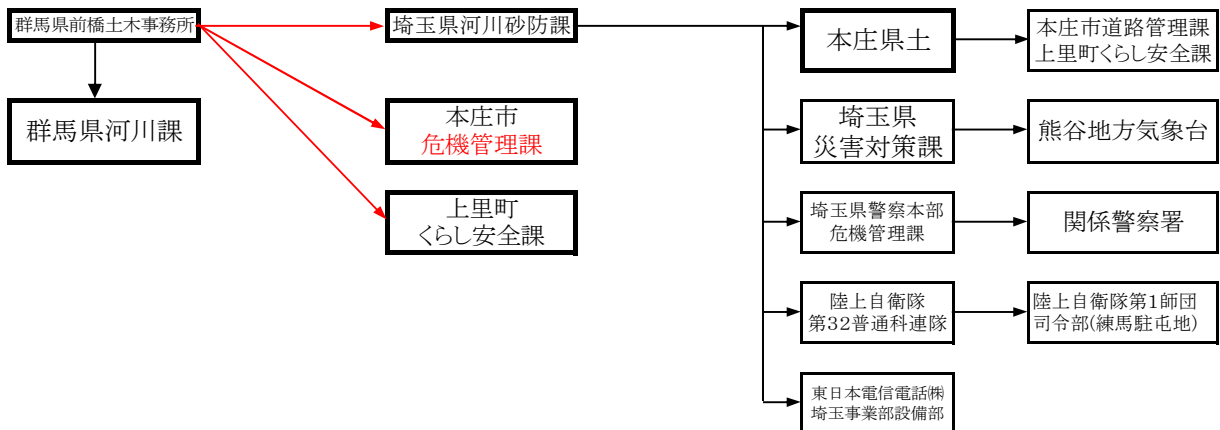 群馬県前橋土木事務所
埼玉県河川砂防課
本庄県土
本庄市道路管理課
上里町くらし安全課
群馬県河川課
本庄市
危機管理課
埼玉県
災害対策課
熊谷地方気象台
上里町
くらし安全課
埼玉県警察本部
危機管理課
関係警察署
陸上自衛隊
第32普通科連隊
陸上自衛隊第1師団
司令部(練馬駐屯地)
東日本電信電話㈱
埼玉事業部設備部